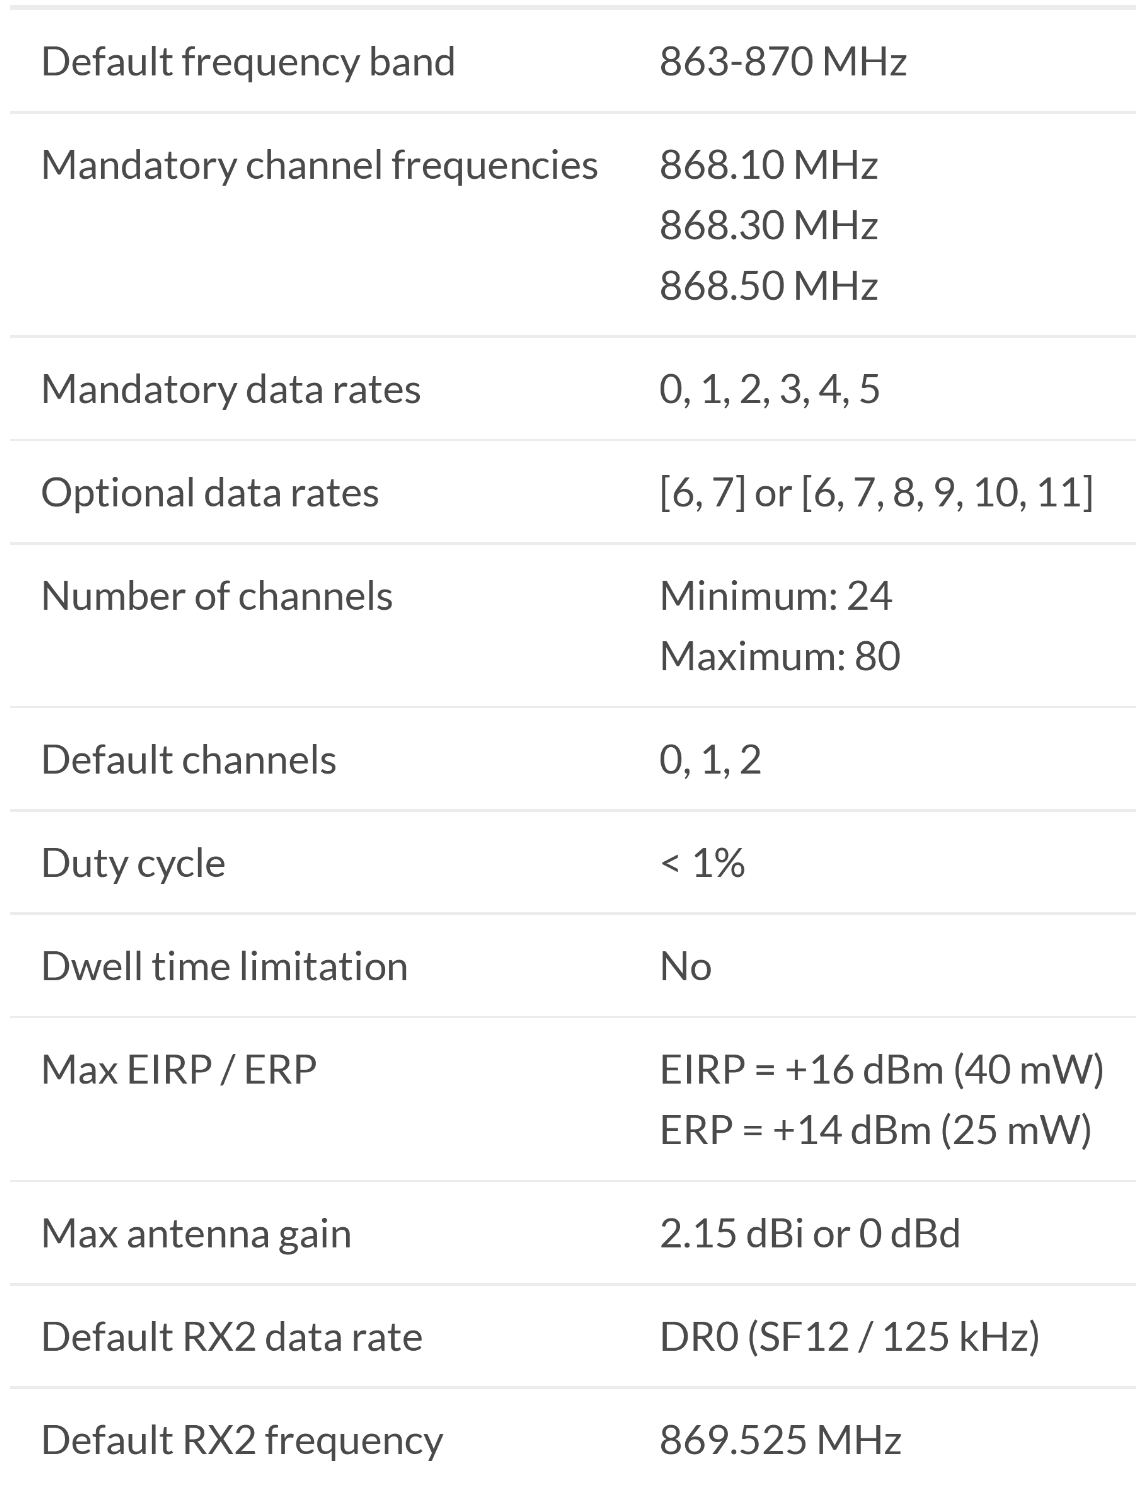 Default frequency band 863-870 MHz
Mandatory channel frequencies 868.10 MHz
868.30 MHz
868.50 MHz
Mandatory data rates 0, 1, 2, 3, 4, 5
Optional data rates [6, 7] or [6, 7, 8, 9, 10, 11]
Number of channels Minimum: 24
Maximum: 80
Default channels 0, 1, 2
Duty cycle < 1%
Dwell time limitation No
Max EIRP / ERP EIRP = +16 dBm (40 mW)
ERP = +14 dBm (25 mW)
Max antenna gain 2.15 dBi or 0 dBd
Default RX2 data rate DR0 (SF12 / 125 kHz)
Default RX2 frequency 869.525 MHz